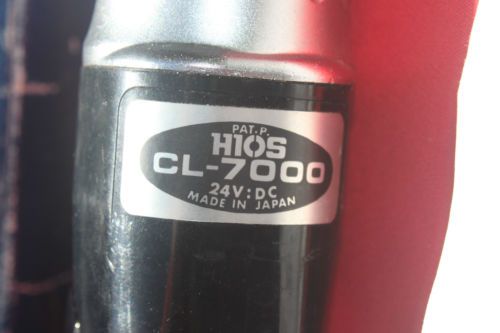 PAT. P.
HIOS
CL-7000
24V:DC
MADE IN JAPAN